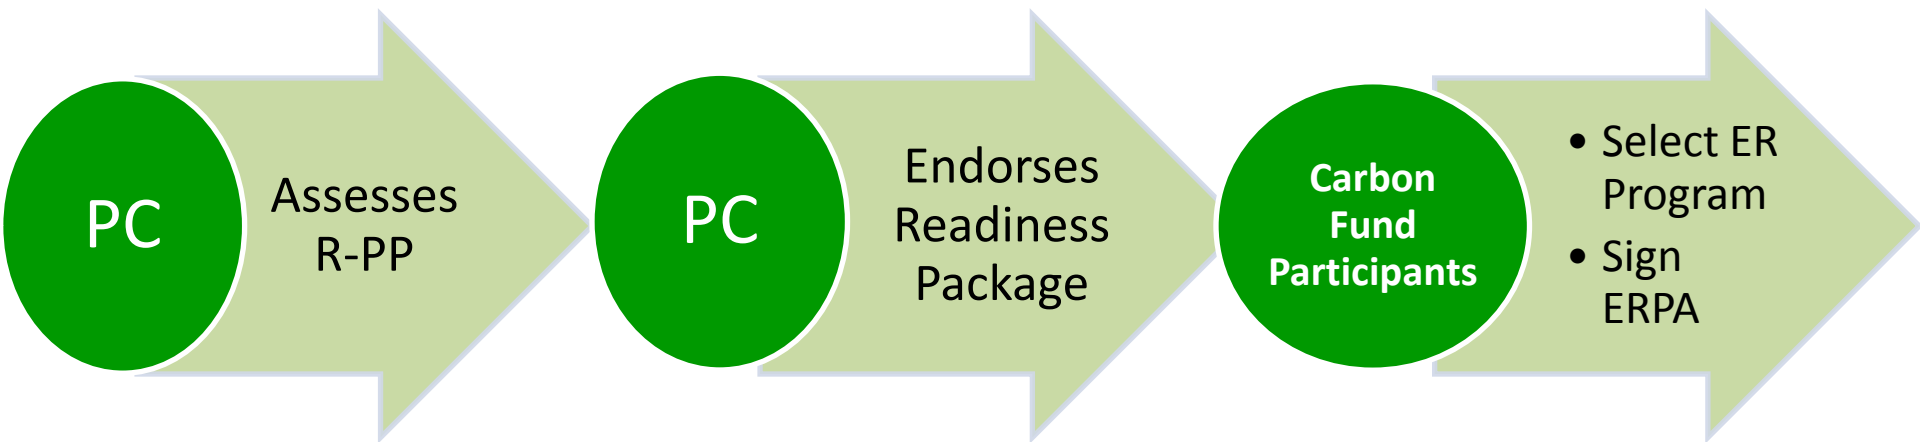 PC
Assesses
R-PP
PC
Endorses
Readiness
Package
Carbon
Fund
Participants
• Select ER
Program
• Sign
ERPA